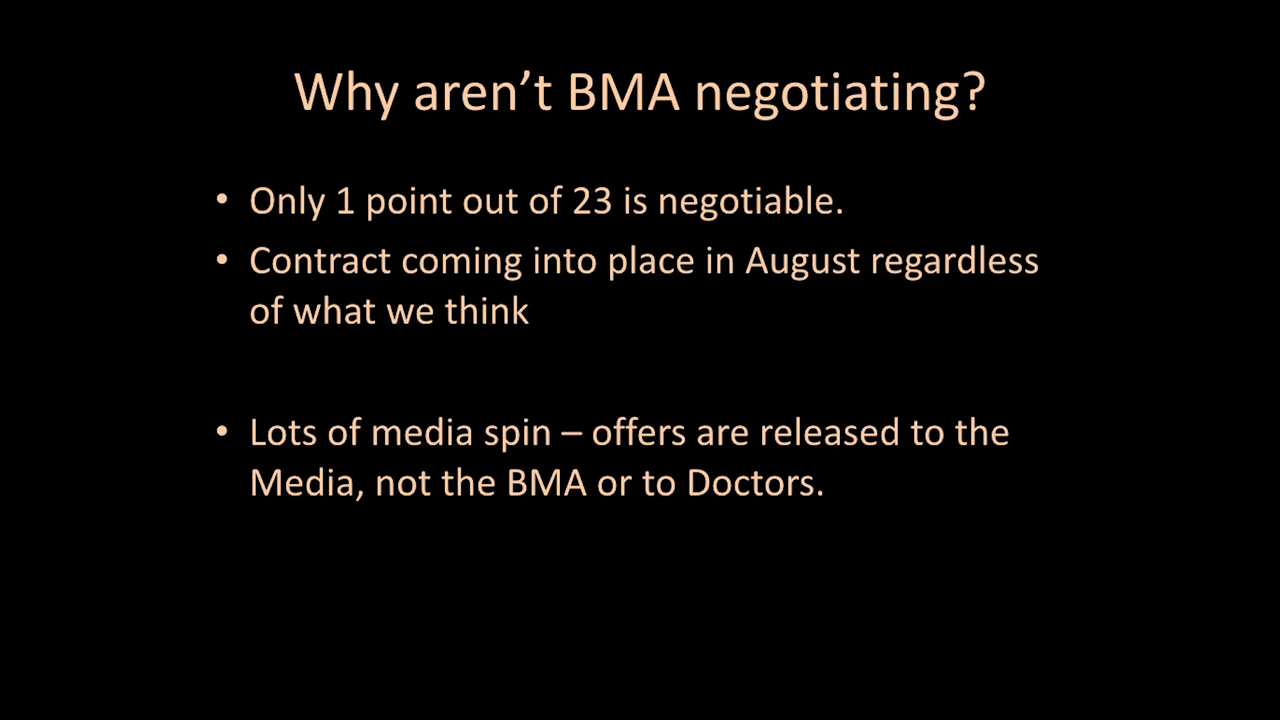 Why aren’t BMA negotiating?
• Only 1 point out of 23 is negotiable.
• Contract coming into place in August regardless
of what we think
• Lots of media spin – offers are released to the
Media, not the BMA or to Doctors.